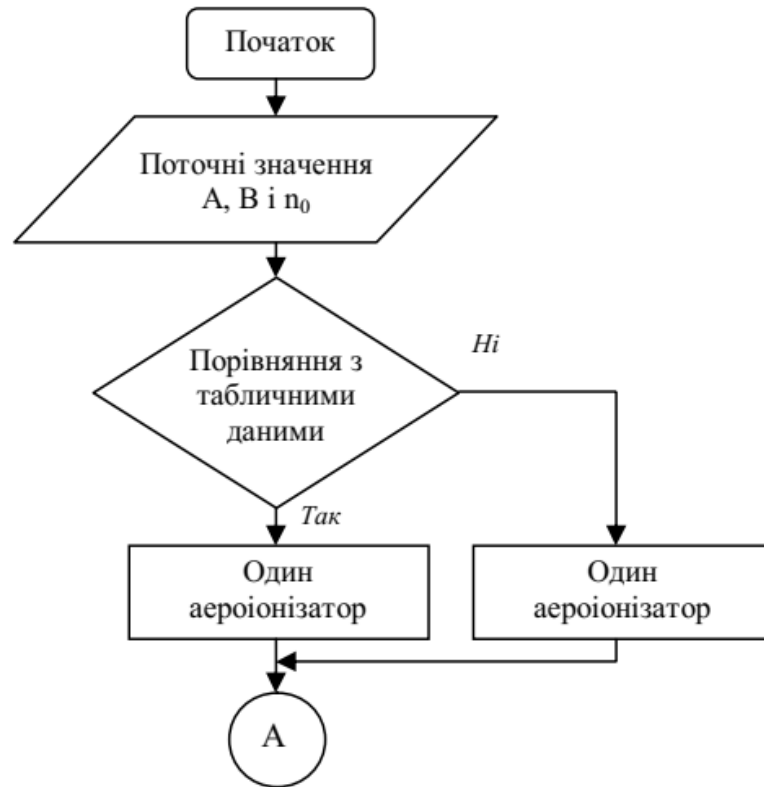 Початок
Поточні значення
А, В і n₀
Порівняння з
табличними
даними
Ні
Так
Один
аероіонізатор
Один
аероіонізатор
А